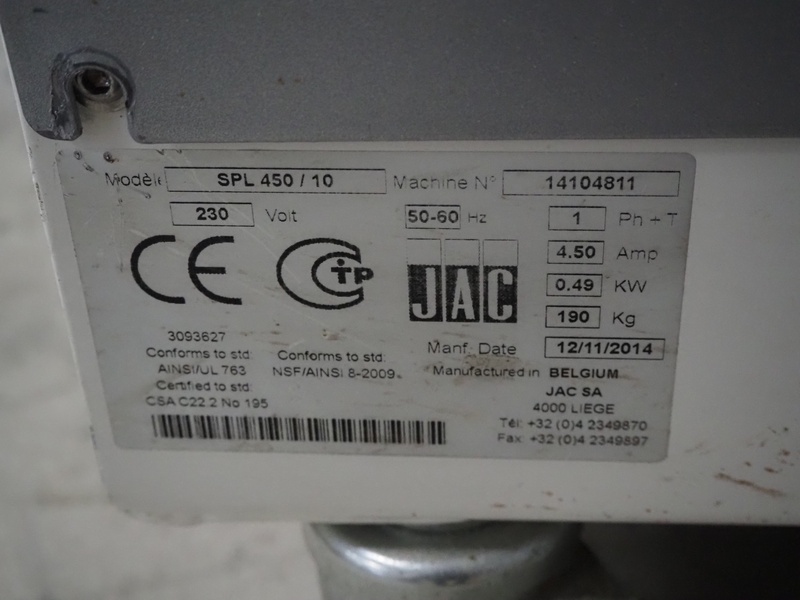 Modèle SPL 450 / 10 Machine N° 14104811
230 Volt 50-60 Hz 1 Ph + T
4.50 Amp
CE
JAC
0.49 KW
190 Kg
3093627
Manf. Date 12/11/2014
Conforms to std:
AINSI/UL 763
Certified to std:
CSA C22.2 No 195
Conforms to std:
NSF/AINSI 8-2009
Manufactured in BELGIUM
JAC SA
4000 LIEGE
Tél: +32 (0)4 2349870
Fax: +32 (0)4 2349897